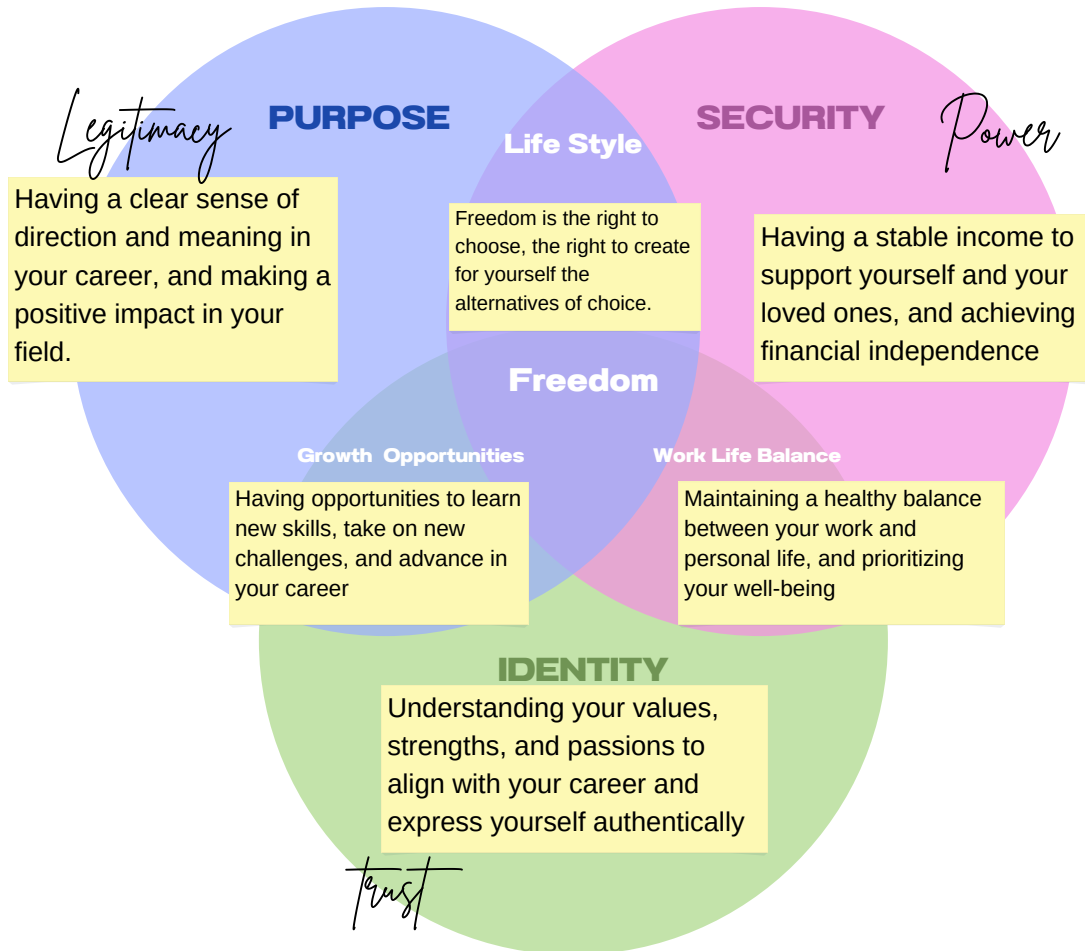 Legitimacy
PURPOSE
Having a clear sense of
direction and meaning in
your career, and making a
positive impact in your
field.
Life Style
Freedom is the right to
choose, the right to create
for yourself the
alternatives of choice.
SECURITY
Power
Having a stable income to
support yourself and your
loved ones, and achieving
financial independence
Freedom
Growth Opportunities
Having opportunities to learn
new skills, take on new
challenges, and advance in
your career
Work Life Balance
Maintaining a healthy balance
between your work and
personal life, and prioritizing
your well-being
IDENTITY
Understanding your values,
strengths, and passions to
align with your career and
express yourself authentically
trust